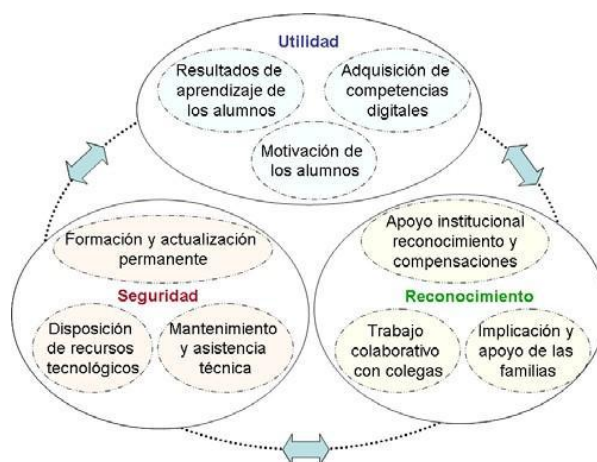 Utilidad
Resultados de
aprendizaje de
los alumnos
Adquisición de
competencias
digitales
Motivación de
los alumnos
Formación y actualización
permanente
Seguridad
Disposición
de recursos
tecnológicos
Mantenimiento
y asistencia
técnica
Apoyo institucional
reconocimiento y
compensaciones
Reconocimiento
Trabajo
colaborativo
con colegas
Implicación y
apoyo de las
familias